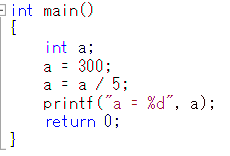 int main()
{
int a;
a = 300;
a = a / 5;
printf("a = %d", a);
return 0;
}